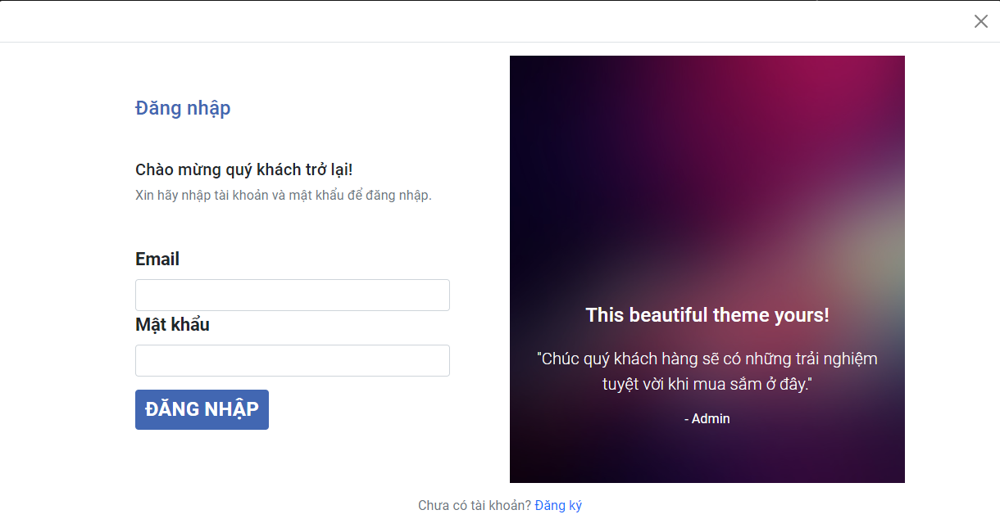 Đăng nhập
Chào mừng quý khách trở lại!
Xin hãy nhập tài khoản và mật khẩu để đăng nhập.
Email
Mật khẩu
ĐĂNG NHẬP
This beautiful theme yours!
"Chúc quý khách hàng sẽ có những trải nghiệm
tuyệt vời khi mua sắm ở đây."
- Admin
Chưa có tài khoản? Đăng ký